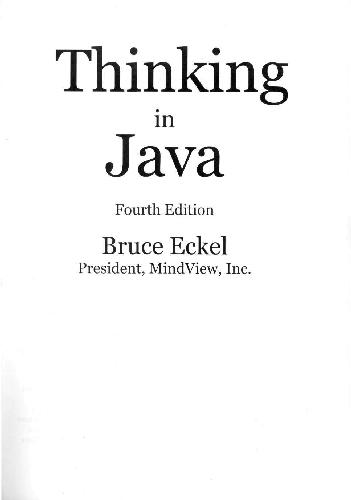 Thinking
in
Java
Fourth Edition
Bruce Eckel
President, MindView, Inc.